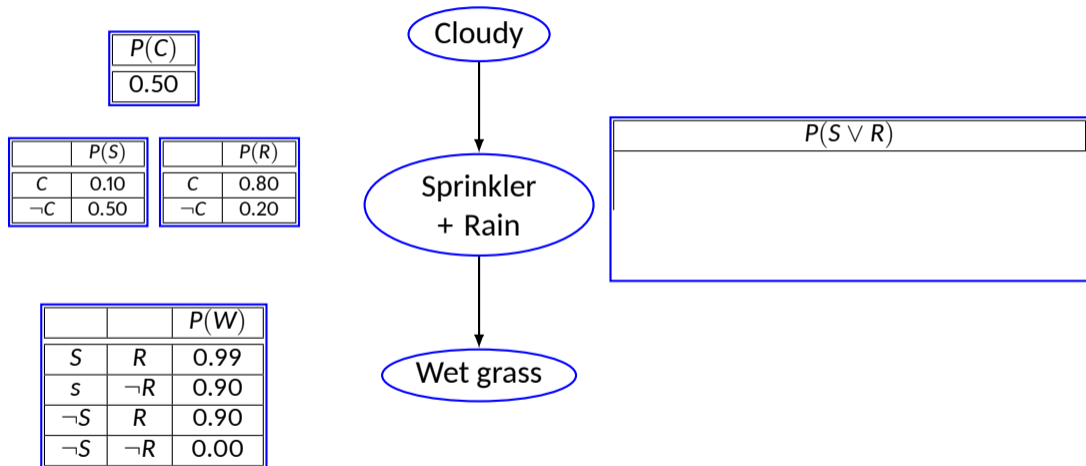 P(C)
0.50
P(S)
C 0.10
¬C 0.50
P(R)
C 0.80
¬C 0.20
P(W)
S R 0.99
s ¬R 0.90
¬S R 0.90
¬S ¬R 0.00
Cloudy
Sprinkler
+ Rain
Wet grass
P(S ∨ R)